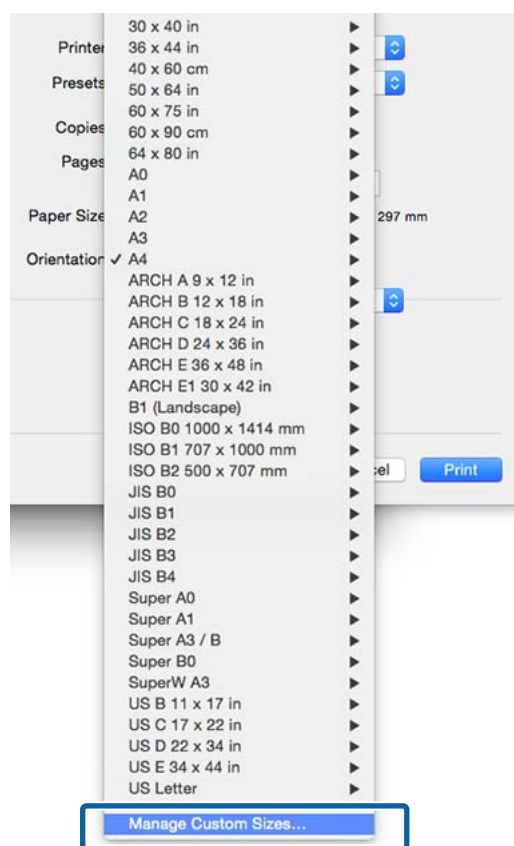 30 x 40 in
Printer
36 x 44 in
40 x 60 cm
Presets
50 x 64 in
60 x 75 in
Copies
60 x 90 cm
64 x 80 in
Pages
A0
A1
Paper Size
A2
297 mm
A3
Orientation
✓ A4
ARCH A 9 x 12 in
ARCH B 12 x 18 in
ARCH C 18 x 24 in
ARCH D 24 x 36 in
ARCH E 36 x 48 in
ARCH E1 30 x 42 in
B1 (Landscape)
ISO B0 1000 x 1414 mm
ISO B1 707 x 1000 mm
ISO B2 500 x 707 mm
cel
Print
JIS B0
JIS B1
JIS B2
JIS B3
JIS B4
Super A0
Super A1
Super A3 / B
Super B0
SuperW A3
US B 11 x 17 in
US C 17 x 22 in
US D 22 x 34 in
US E 34 x 44 in
US Letter
Manage Custom Sizes...